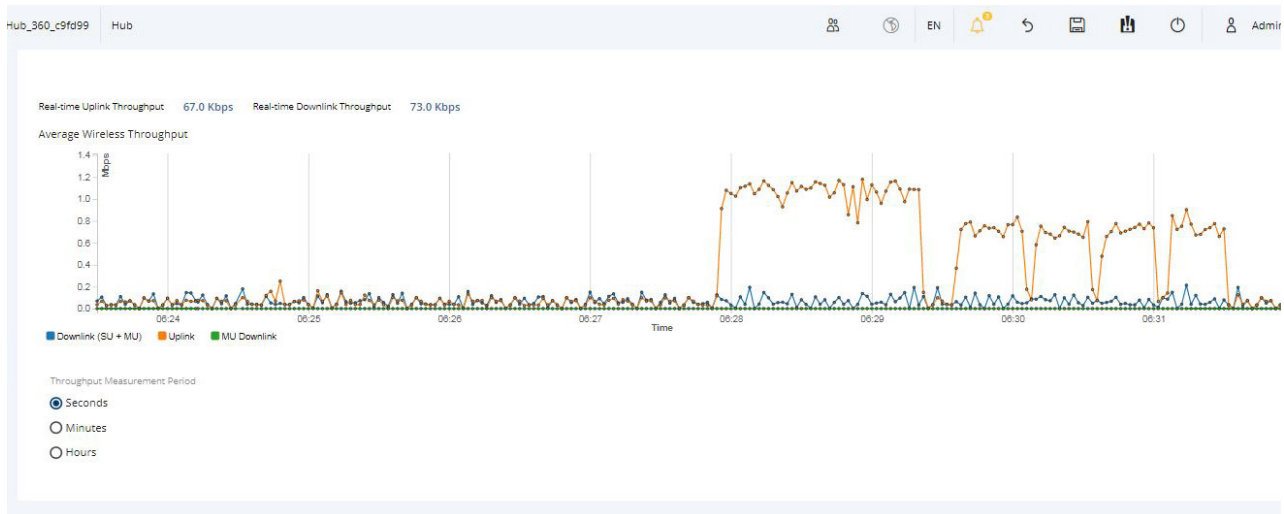 Hub_360_c9fd99 Hub EN 3 Admin
Real-time Uplink Throughput 67.0 Kbps Real-time Downlink Throughput 73.0 Kbps
Average Wireless Throughput
Mbps
1.4
1.2
1.0
0.8
0.6
0.4
0.2
0.0
06:24 06:25 06:26 06:27 06:28 06:29 06:30 06:31
Time
Downlink (SU + MU) Uplink MU Downlink
Throughput Measurement Period
Seconds
Minutes
Hours